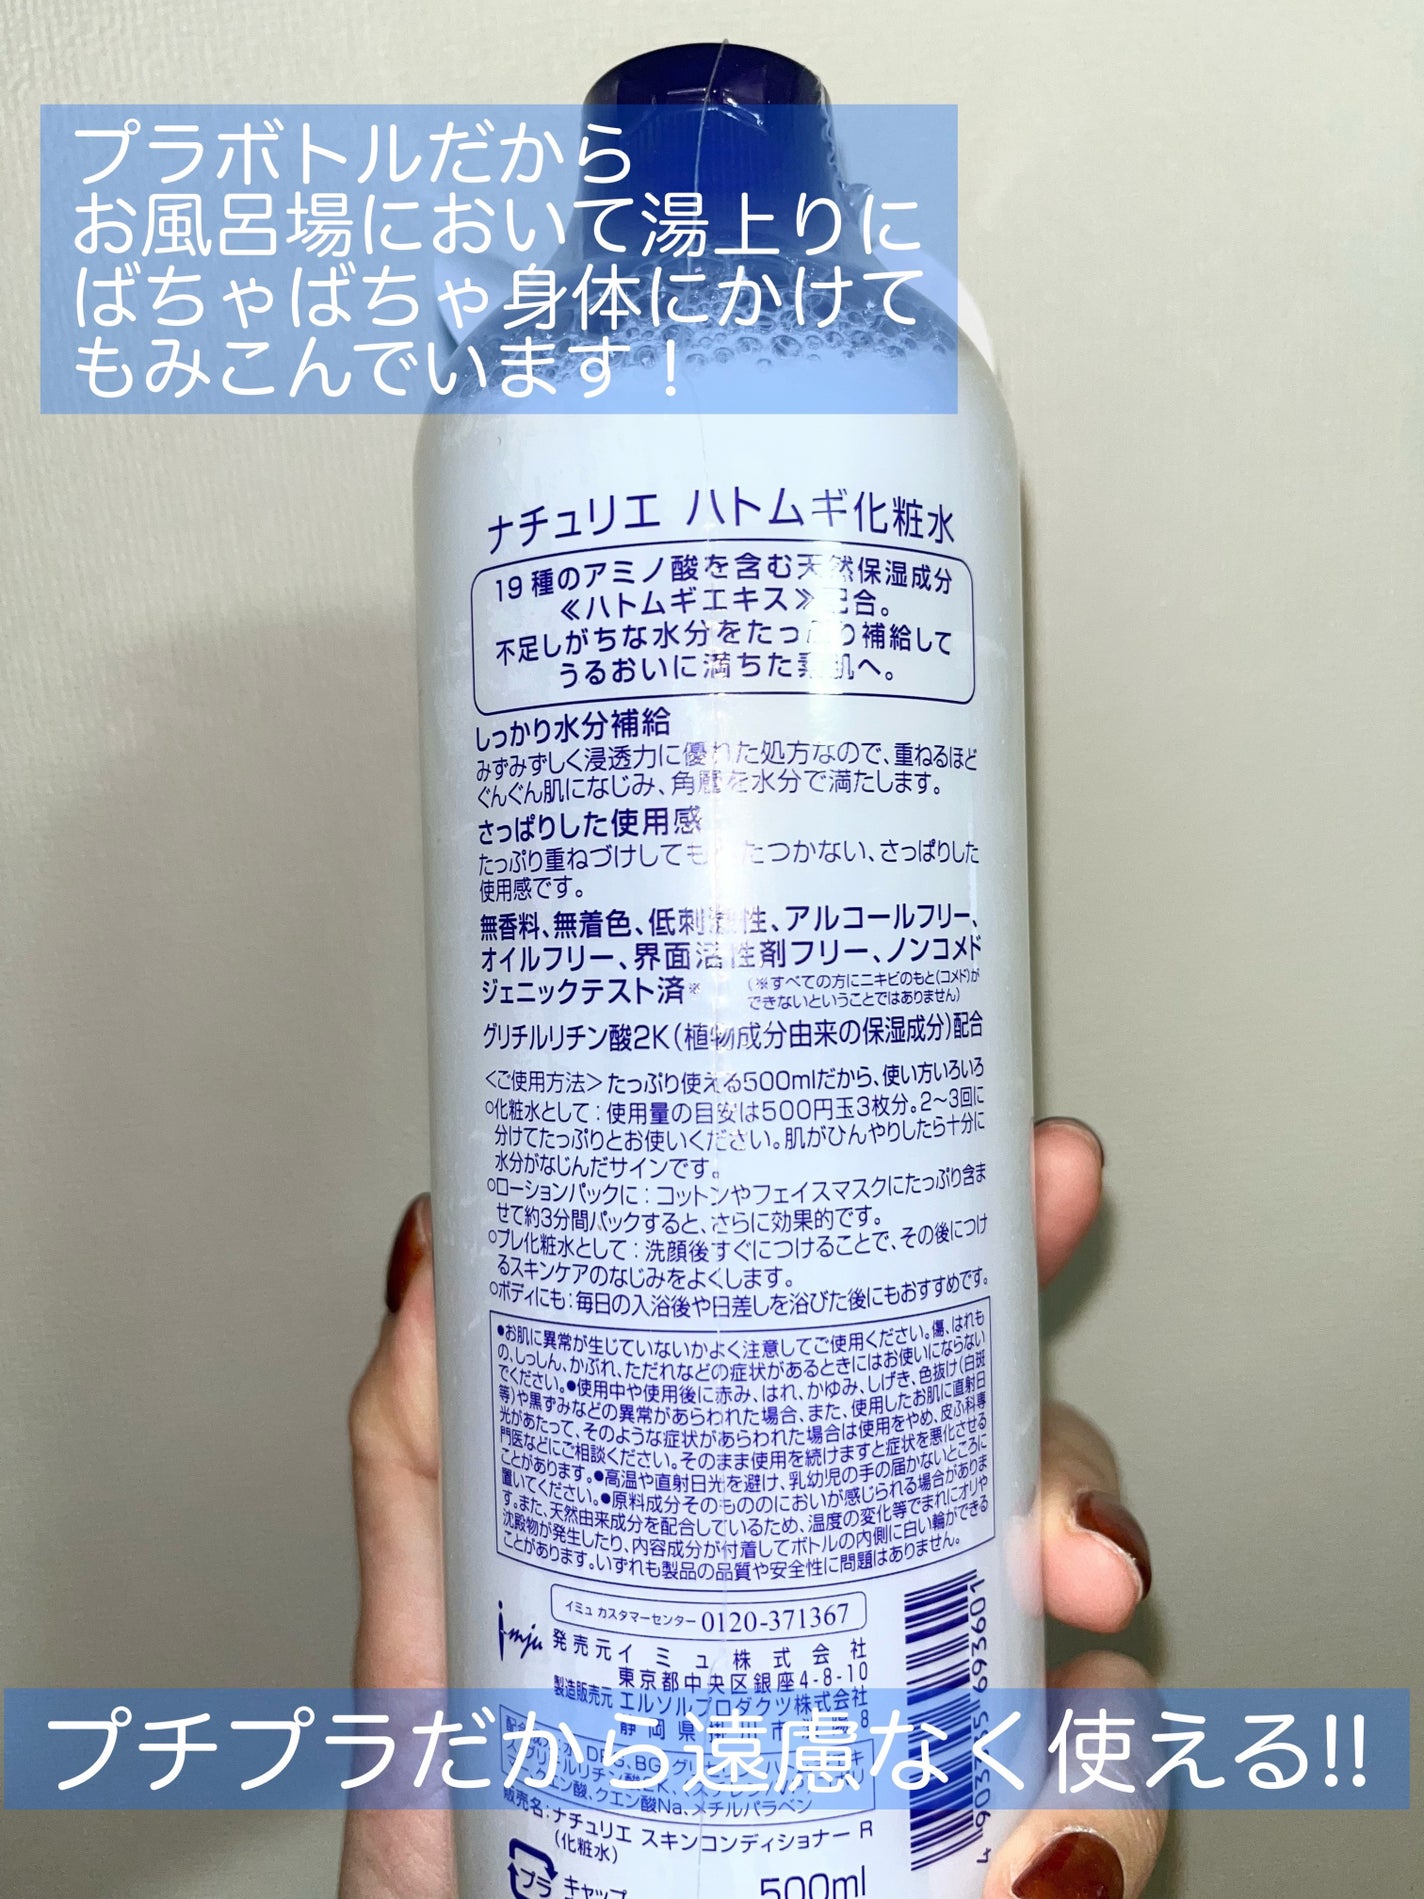 プラボトルだから
お風呂場において湯上りに
ばちゃばちゃ身体にかけて
もみこんでいます！
ナチュリエ ハトムギ化粧水
19種のアミノ酸を含む天然保湿成分
≪ハトムギエキス≫配合。
不足しがちな水分をたっぷり補給して
うるおいに満ちた素肌へ。
しっかり水分補給
みずみずしく浸透力に優れた処方なので、重ねるほど
ぐんぐん肌になじみ、角層を水分で満たします。
さっぱりした使用感
たっぷり重ねづけしてもべたつかない、さっぱりした
使用感です。
無香料、無着色、低刺激性、アルコールフリー、
オイルフリー、界面活性剤フリー、ノンコメド
ジェニックテスト済※
(※すべての方にニキビのもと(コメド)が
できないということではありません)
グリチルリチン酸2K(植物成分由来の保湿成分)配合
<ご使用方法>たっぷり使える500mlだから、使い方いろいろ
○化粧水として：使用量の目安は500円玉3枚分。2～3回に
分けてたっぷりとお使いください。肌がひんやりしたら十分に
水分がなじんだサインです。
○ローションパックに：コットンやフェイスマスクにたっぷり含ま
せて約3分間パックすると、さらに効果的です。
○プレ化粧水として：洗顔後すぐにつけることで、その後につけ
るスキンケアのなじみをよくします。
○ボディにも：毎日の入浴後や日差しを浴びた後にもおすすめです。
●お肌に異常が生じていないかよく注意してご使用ください。傷、はれも
の、しっしん、かぶれ、ただれなどの症状があるときにはお使いにならない
でください。●使用中や使用後に赤み、はれ、かゆみ、しげき、色抜け(白斑
等)や黒ずみなどの異常があらわれた場合、また、使用したお肌に直射日
光があたって、そのような症状があらわれた場合は使用をやめ、皮ふ科専
門医などにご相談ください。そのまま使用を続けますと症状を悪化させる
ことがあります。●高温や直射日光を避け、乳幼児の手の届かないところに
置いてください。●原料成分そのもののにおいが感じられる場合がありま
す。また、天然由来成分を配合しているため、温度の変化等でまれにオリや
沈殿物が発生したり、内容成分が付着してボトルの内側に白い輪ができる
ことがあります。いずれも製品の品質や安全性に問題はありません。
イミュ カスタマーセンター 0120-371367
i-mju 発売元 イミュ株式会社
東京都中央区銀座4-8-10
製造販売元 エルソルプロダクツ株式会社
静岡県掛川市
プチプラだから遠慮なく使える!!
クエン酸、クエン酸Na、メチルパラベン
販売名：ナチュリエ スキンコンディショナー R
(化粧水)
プラ キャップ
500ml